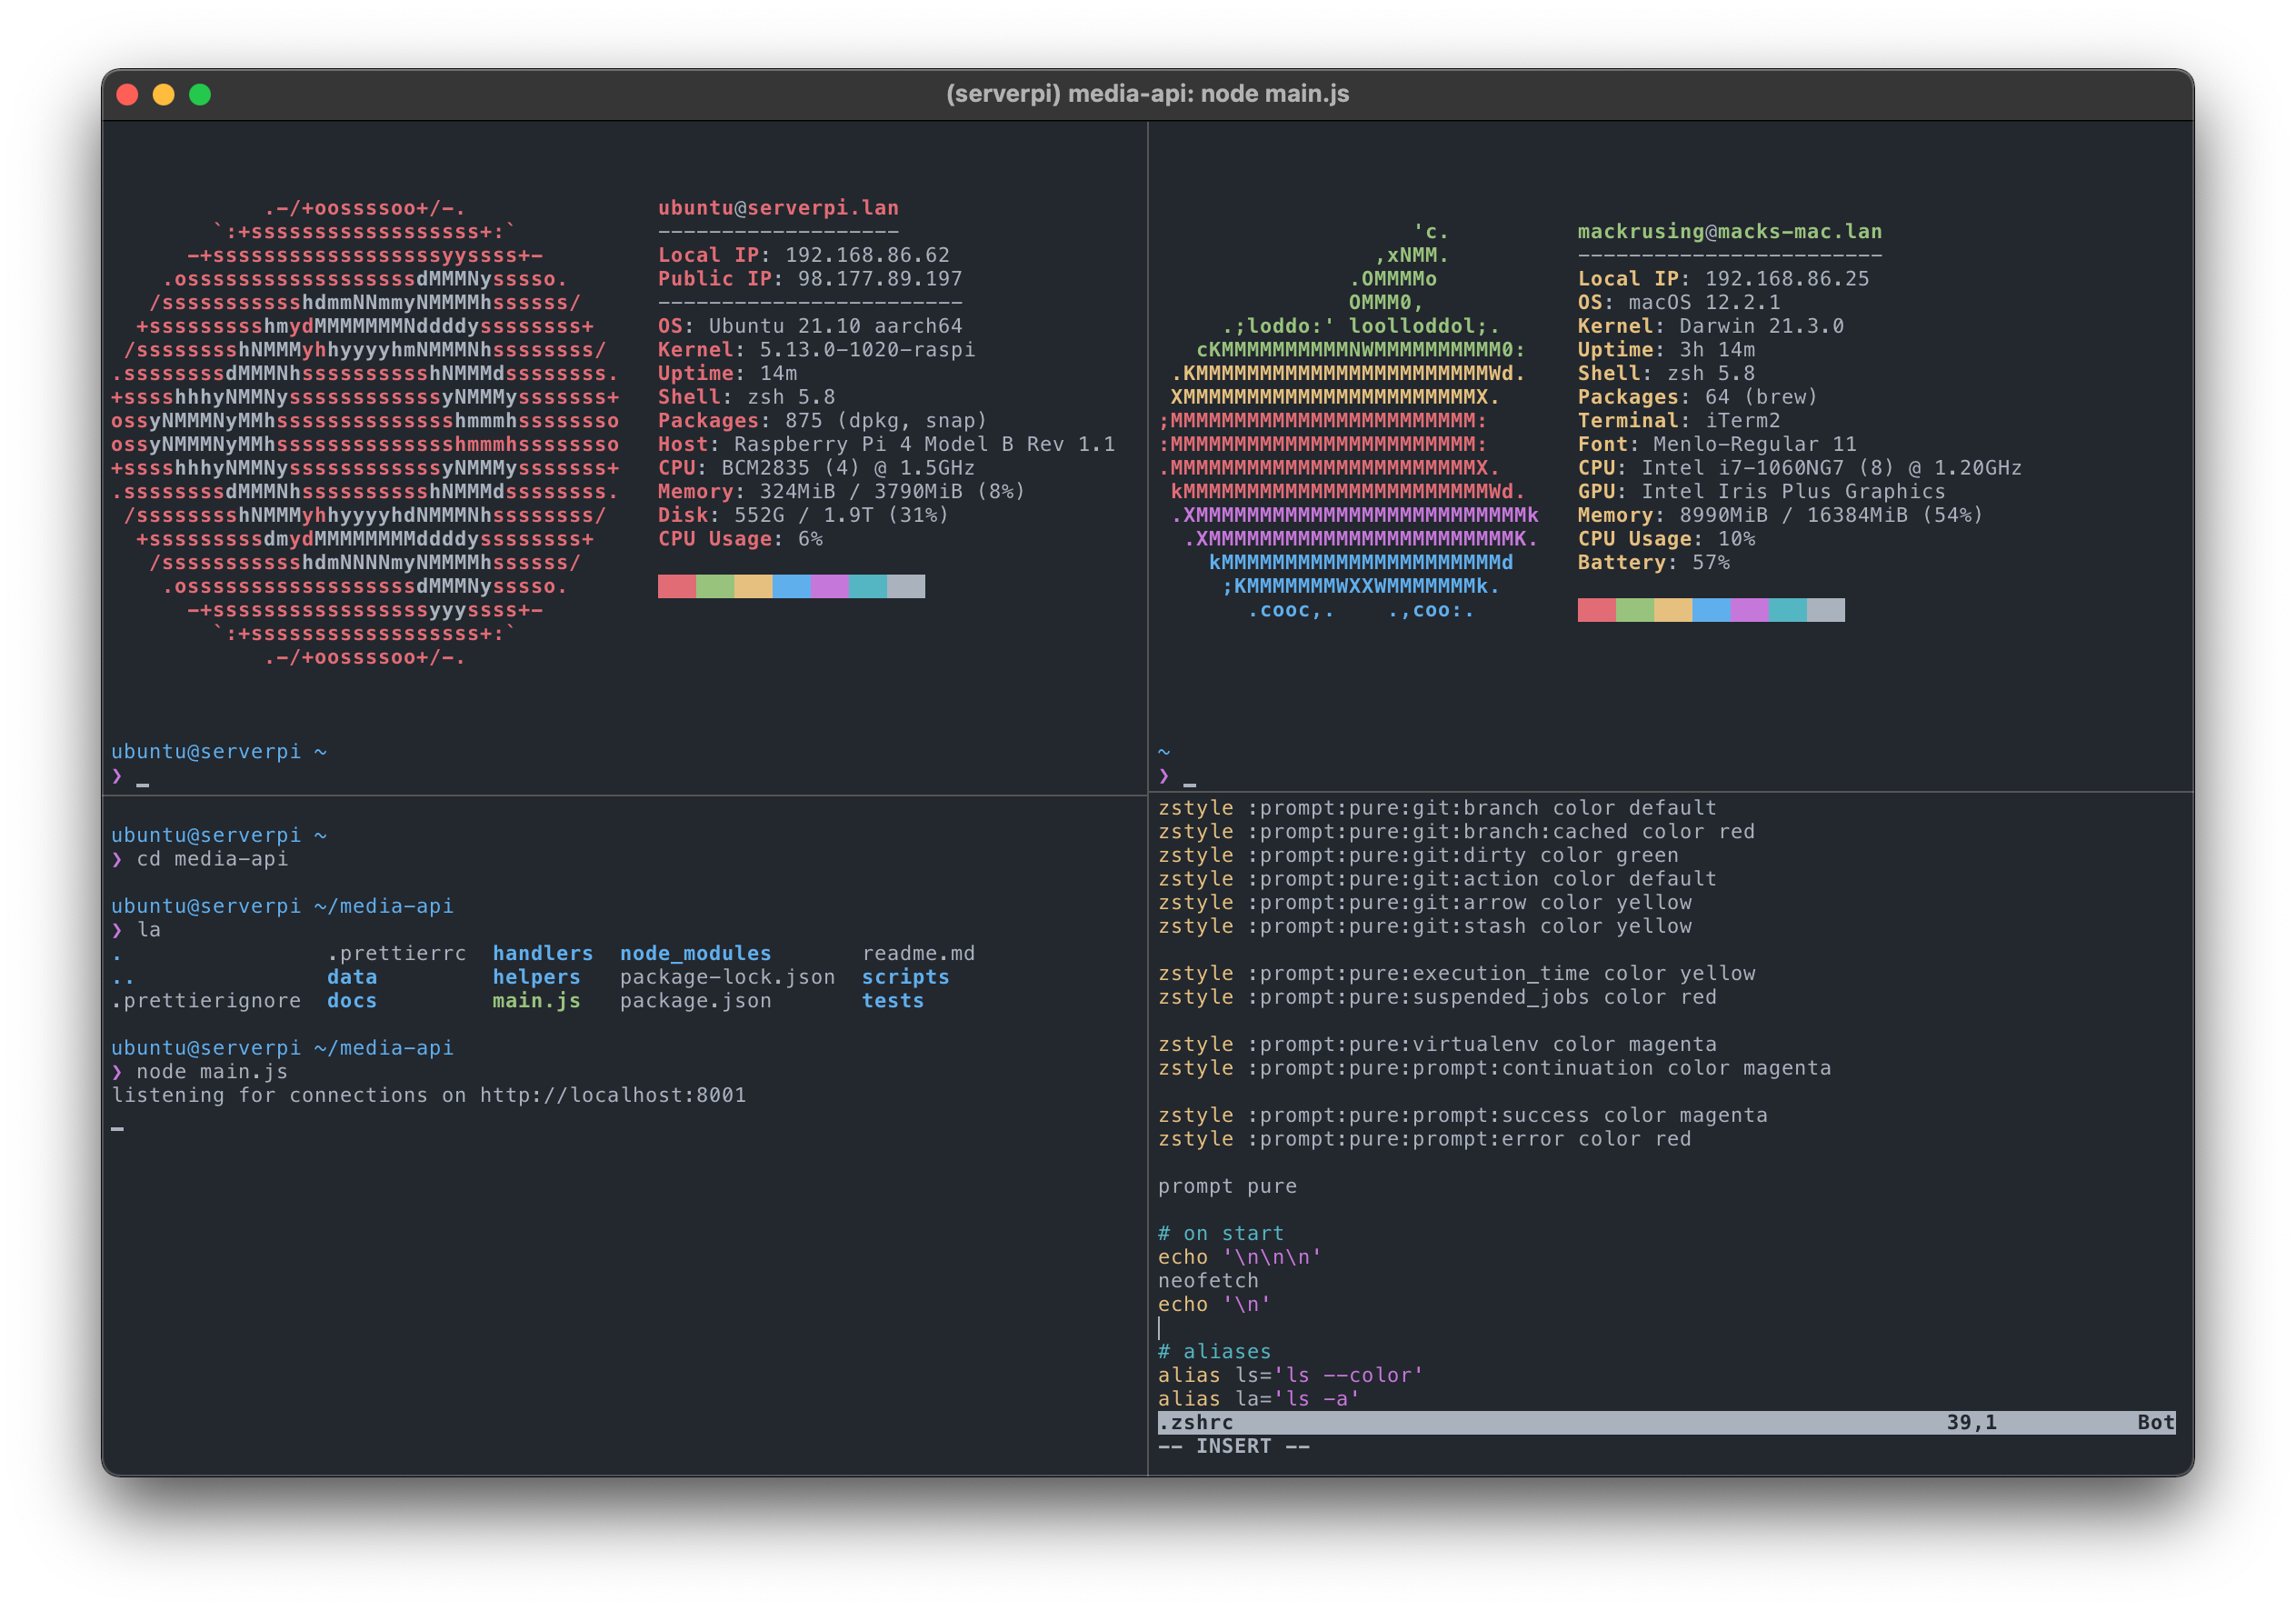 (serverpi) media-api: node main.js
.-/+oossssoo+/-.
`:+ssssssssssssssssss+:`
-+ssssssssssssssssssyyssss+-
.ossssssssssssssssssdMMMNysssso.
/ssssssssssshdmmNNmmyNMMMMhssssss/
+ssssssssshmydMMMMMMMNddddyssssssss+
/sssssssshNMMMyhhyyyyhmNMMMNhssssssss/
.ssssssssdMMMNhsssssssssshNMMMdssssssss.
+sssshhhyNMMNyssssssssssssyNMMMysssssss+
ossyNMMMNyMMhsssssssssssssshmmmhssssssso
ossyNMMMNyMMhsssssssssssssshmmmhssssssso
+sssshhhyNMMNyssssssssssssyNMMMysssssss+
.ssssssssdMMMNhsssssssssshNMMMdssssssss.
/sssssssshNMMMyhhyyyyhdNMMMNhssssssss/
+sssssssssdmydMMMMMMMMddddyssssssss+
/ssssssssssshdmNNNNmyNMMMMhssssss/
.ossssssssssssssssssdMMMNysssso.
-+sssssssssssssssssyyyssss+-
`:+ssssssssssssssssss+:`
.-/+oossssoo+/-.
ubuntu@serverpi.lan
-------------------
Local IP: 192.168.86.62
Public IP: 98.177.89.197
------------------------
OS: Ubuntu 21.10 aarch64
Kernel: 5.13.0-1020-raspi
Uptime: 14m
Shell: zsh 5.8
Packages: 875 (dpkg, snap)
Host: Raspberry Pi 4 Model B Rev 1.1
CPU: BCM2835 (4) @ 1.5GHz
Memory: 324MiB / 3790MiB (8%)
Disk: 552G / 1.9T (31%)
CPU Usage: 6%
ubuntu@serverpi ~
❯ _
'c.
,xNMM.
.OMMMMo
OMMM0,
.;loddo:' loolloddol;.
cKMMMMMMMMMMNWMMMMMMMMMM0:
.KMMMMMMMMMMMMMMMMMMMMMMMWd.
XMMMMMMMMMMMMMMMMMMMMMMMX.
;MMMMMMMMMMMMMMMMMMMMMMMM:
:MMMMMMMMMMMMMMMMMMMMMMMM:
.MMMMMMMMMMMMMMMMMMMMMMMMX.
kMMMMMMMMMMMMMMMMMMMMMMMMWd.
.XMMMMMMMMMMMMMMMMMMMMMMMMMMk
.XMMMMMMMMMMMMMMMMMMMMMMMMK.
kMMMMMMMMMMMMMMMMMMMMMMd
;KMMMMMMMWXXWMMMMMMMk.
.cooc,. .,coo:.
mackrusing@macks-mac.lan
------------------------
Local IP: 192.168.86.25
OS: macOS 12.2.1
Kernel: Darwin 21.3.0
Uptime: 3h 14m
Shell: zsh 5.8
Packages: 64 (brew)
Terminal: iTerm2
Font: Menlo-Regular 11
CPU: Intel i7-1060NG7 (8) @ 1.20GHz
GPU: Intel Iris Plus Graphics
Memory: 8990MiB / 16384MiB (54%)
CPU Usage: 10%
Battery: 57%
~
❯ _
ubuntu@serverpi ~
❯ cd media-api
ubuntu@serverpi ~/media-api
❯ la
. .prettierrc handlers node_modules readme.md
.. data helpers package-lock.json scripts
.prettierignore docs main.js package.json tests
ubuntu@serverpi ~/media-api
❯ node main.js
listening for connections on http://localhost:8001
_
zstyle :prompt:pure:git:branch color default
zstyle :prompt:pure:git:branch:cached color red
zstyle :prompt:pure:git:dirty color green
zstyle :prompt:pure:git:action color default
zstyle :prompt:pure:git:arrow color yellow
zstyle :prompt:pure:git:stash color yellow
zstyle :prompt:pure:execution_time color yellow
zstyle :prompt:pure:suspended_jobs color red
zstyle :prompt:pure:virtualenv color magenta
zstyle :prompt:pure:prompt:continuation color magenta
zstyle :prompt:pure:prompt:success color magenta
zstyle :prompt:pure:prompt:error color red
prompt pure
# on start
echo '\n\n\n'
neofetch
echo '\n'
# aliases
alias ls='ls --color'
alias la='ls -a'
.zshrc 39,1 Bot
-- INSERT --